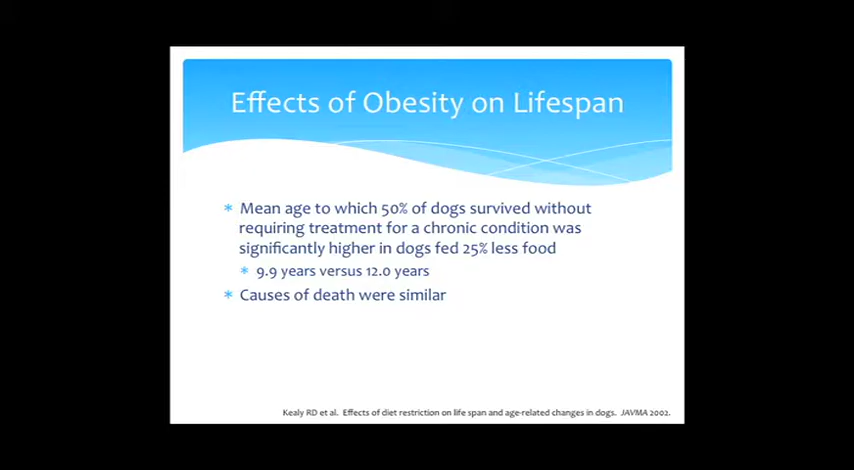 Effects of Obesity on Lifespan
* Mean age to which 50% of dogs survived without
requiring treatment for a chronic condition was
significantly higher in dogs fed 25% less food
* 9.9 years versus 12.0 years
* Causes of death were similar
Kealy RD et al. Effects of diet restriction on life span and age-related changes in dogs. JAVMA 2002.